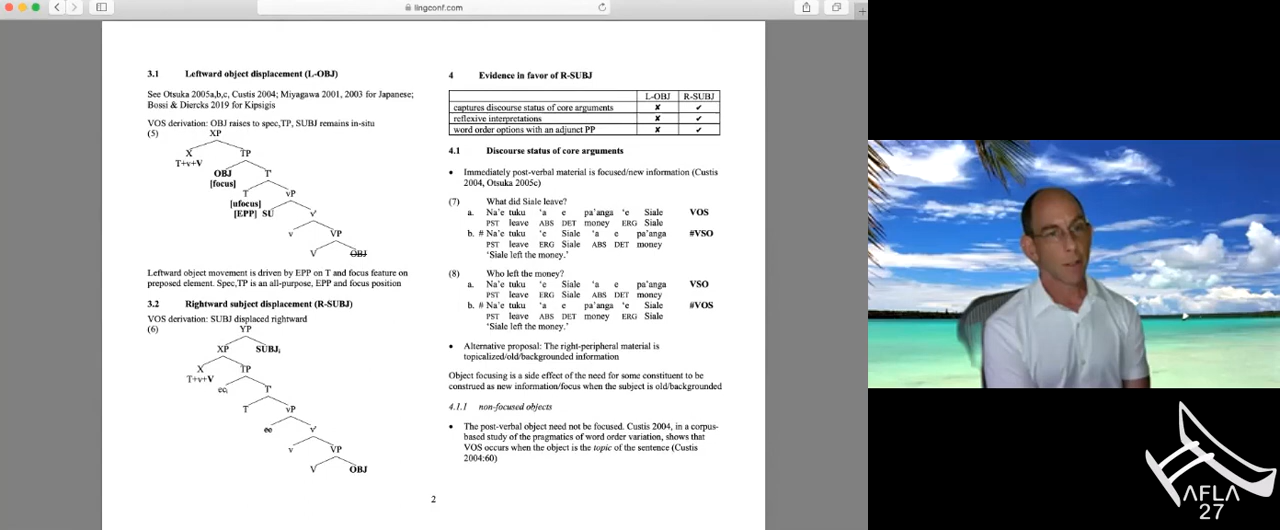 lingconf.com
3.1 Leftward object displacement (L-OBJ)
See Otsuka 2005a,b,c, Custis 2004; Miyagawa 2001, 2003 for Japanese;
Bossi & Diercks 2019 for Kipsigis
VOS derivation: OBJ raises to spec,TP, SUBJ remains in-situ
(5) XP
X TP
T+v+V
OBJ T'
[focus]
T vP
[ufocus]
[EPP] SU v'
v VP
V OBJ
Leftward object movement is driven by EPP on T and focus feature on
preposed element. Spec,TP is an all-purpose, EPP and focus position
3.2 Rightward subject displacement (R-SUBJ)
VOS derivation: SUBJ displaced rightward
(6) YP
XP SUBJi
X TP
T+v+V
eci T'
T vP
ec v'
v VP
V OBJ
4 Evidence in favor of R-SUBJ
L-OBJ R-SUBJ
captures discourse status of core arguments ✘ ✓
reflexive interpretations ✘ ✓
word order options with an adjunct PP ✘ ✓
4.1 Discourse status of core arguments
• Immediately post-verbal material is focused/new information (Custis
2004, Otsuka 2005c)
(7) What did Siale leave?
a. Na'e tuku 'a e pa'anga 'e Siale VOS
PST leave ABS DET money ERG Siale
b. # Na'e tuku 'e Siale 'a e pa'anga #VSO
PST leave ERG Siale ABS DET money
'Siale left the money.'
(8) Who left the money?
a. Na'e tuku 'e Siale 'a e pa'anga VSO
PST leave ERG Siale ABS DET money
b. # Na'e tuku 'a e pa'anga 'e Siale #VOS
PST leave ABS DET money ERG Siale
'Siale left the money.'
• Alternative proposal: The right-peripheral material is
topicalized/old/backgrounded information
Object focusing is a side effect of the need for some constituent to be
construed as new information/focus when the subject is old/backgrounded
4.1.1 non-focused objects
• The post-verbal object need not be focused. Custis 2004, in a corpus-
based study of the pragmatics of word order variation, shows that
VOS occurs when the object is the topic of the sentence (Custis
2004:60)
2
AFLA
27